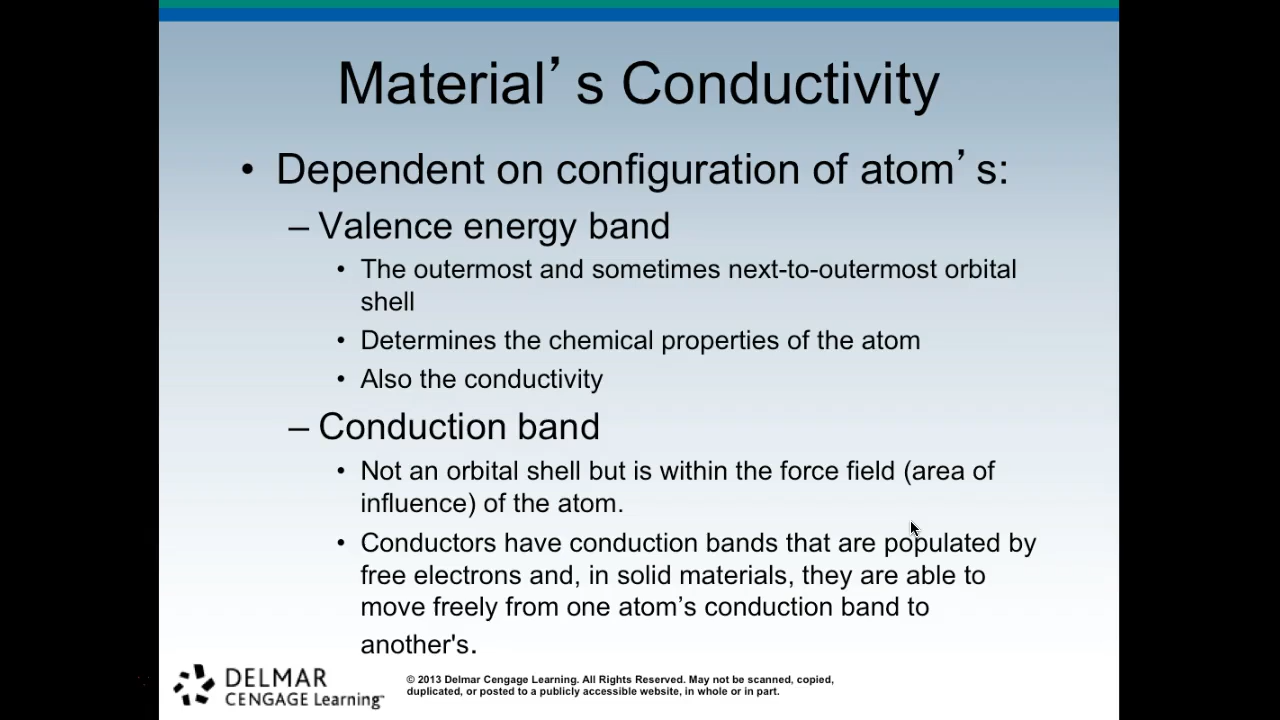 Material’s Conductivity
• Dependent on configuration of atom’s:
– Valence energy band
• The outermost and sometimes next-to-outermost orbital
shell
• Determines the chemical properties of the atom
• Also the conductivity
– Conduction band
• Not an orbital shell but is within the force field (area of
influence) of the atom.
• Conductors have conduction bands that are populated by
free electrons and, in solid materials, they are able to
move freely from one atom’s conduction band to
another's.
DELMAR
CENGAGE Learning™
© 2013 Delmar Cengage Learning. All Rights Reserved. May not be scanned, copied,
duplicated, or posted to a publicly accessible website, in whole or in part.